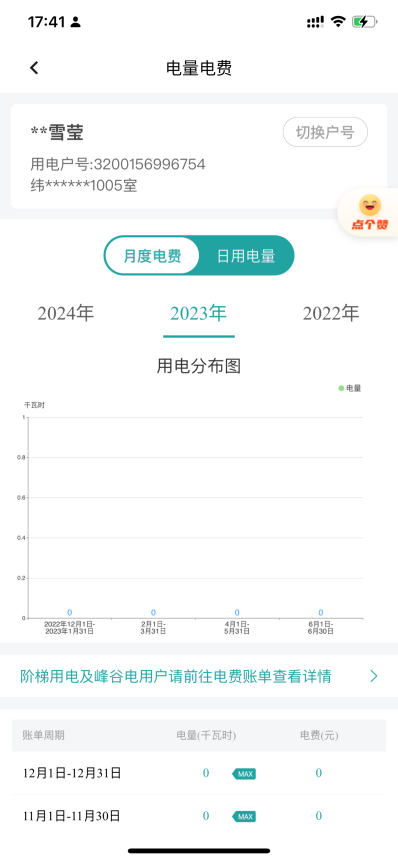 17:41
电量电费
**雪莹
切换户号
用电户号:3200156996754
纬******1005室
点个赞
月度电费
日用电量
2024年
2023年
2022年
用电分布图
电量
千瓦时
1
0.8
0.6
0.4
0.2
0
0
0
0
0
2022年12月1日-
2023年1月31日
2月1日-
3月31日
4月1日-
5月31日
6月1日-
6月30日
阶梯用电及峰谷电用户请前往电费账单查看详情
账单周期 电量(千瓦时) 电费(元)
12月1日-12月31日 0 MAX 0
11月1日-11月30日 0 MAX 0